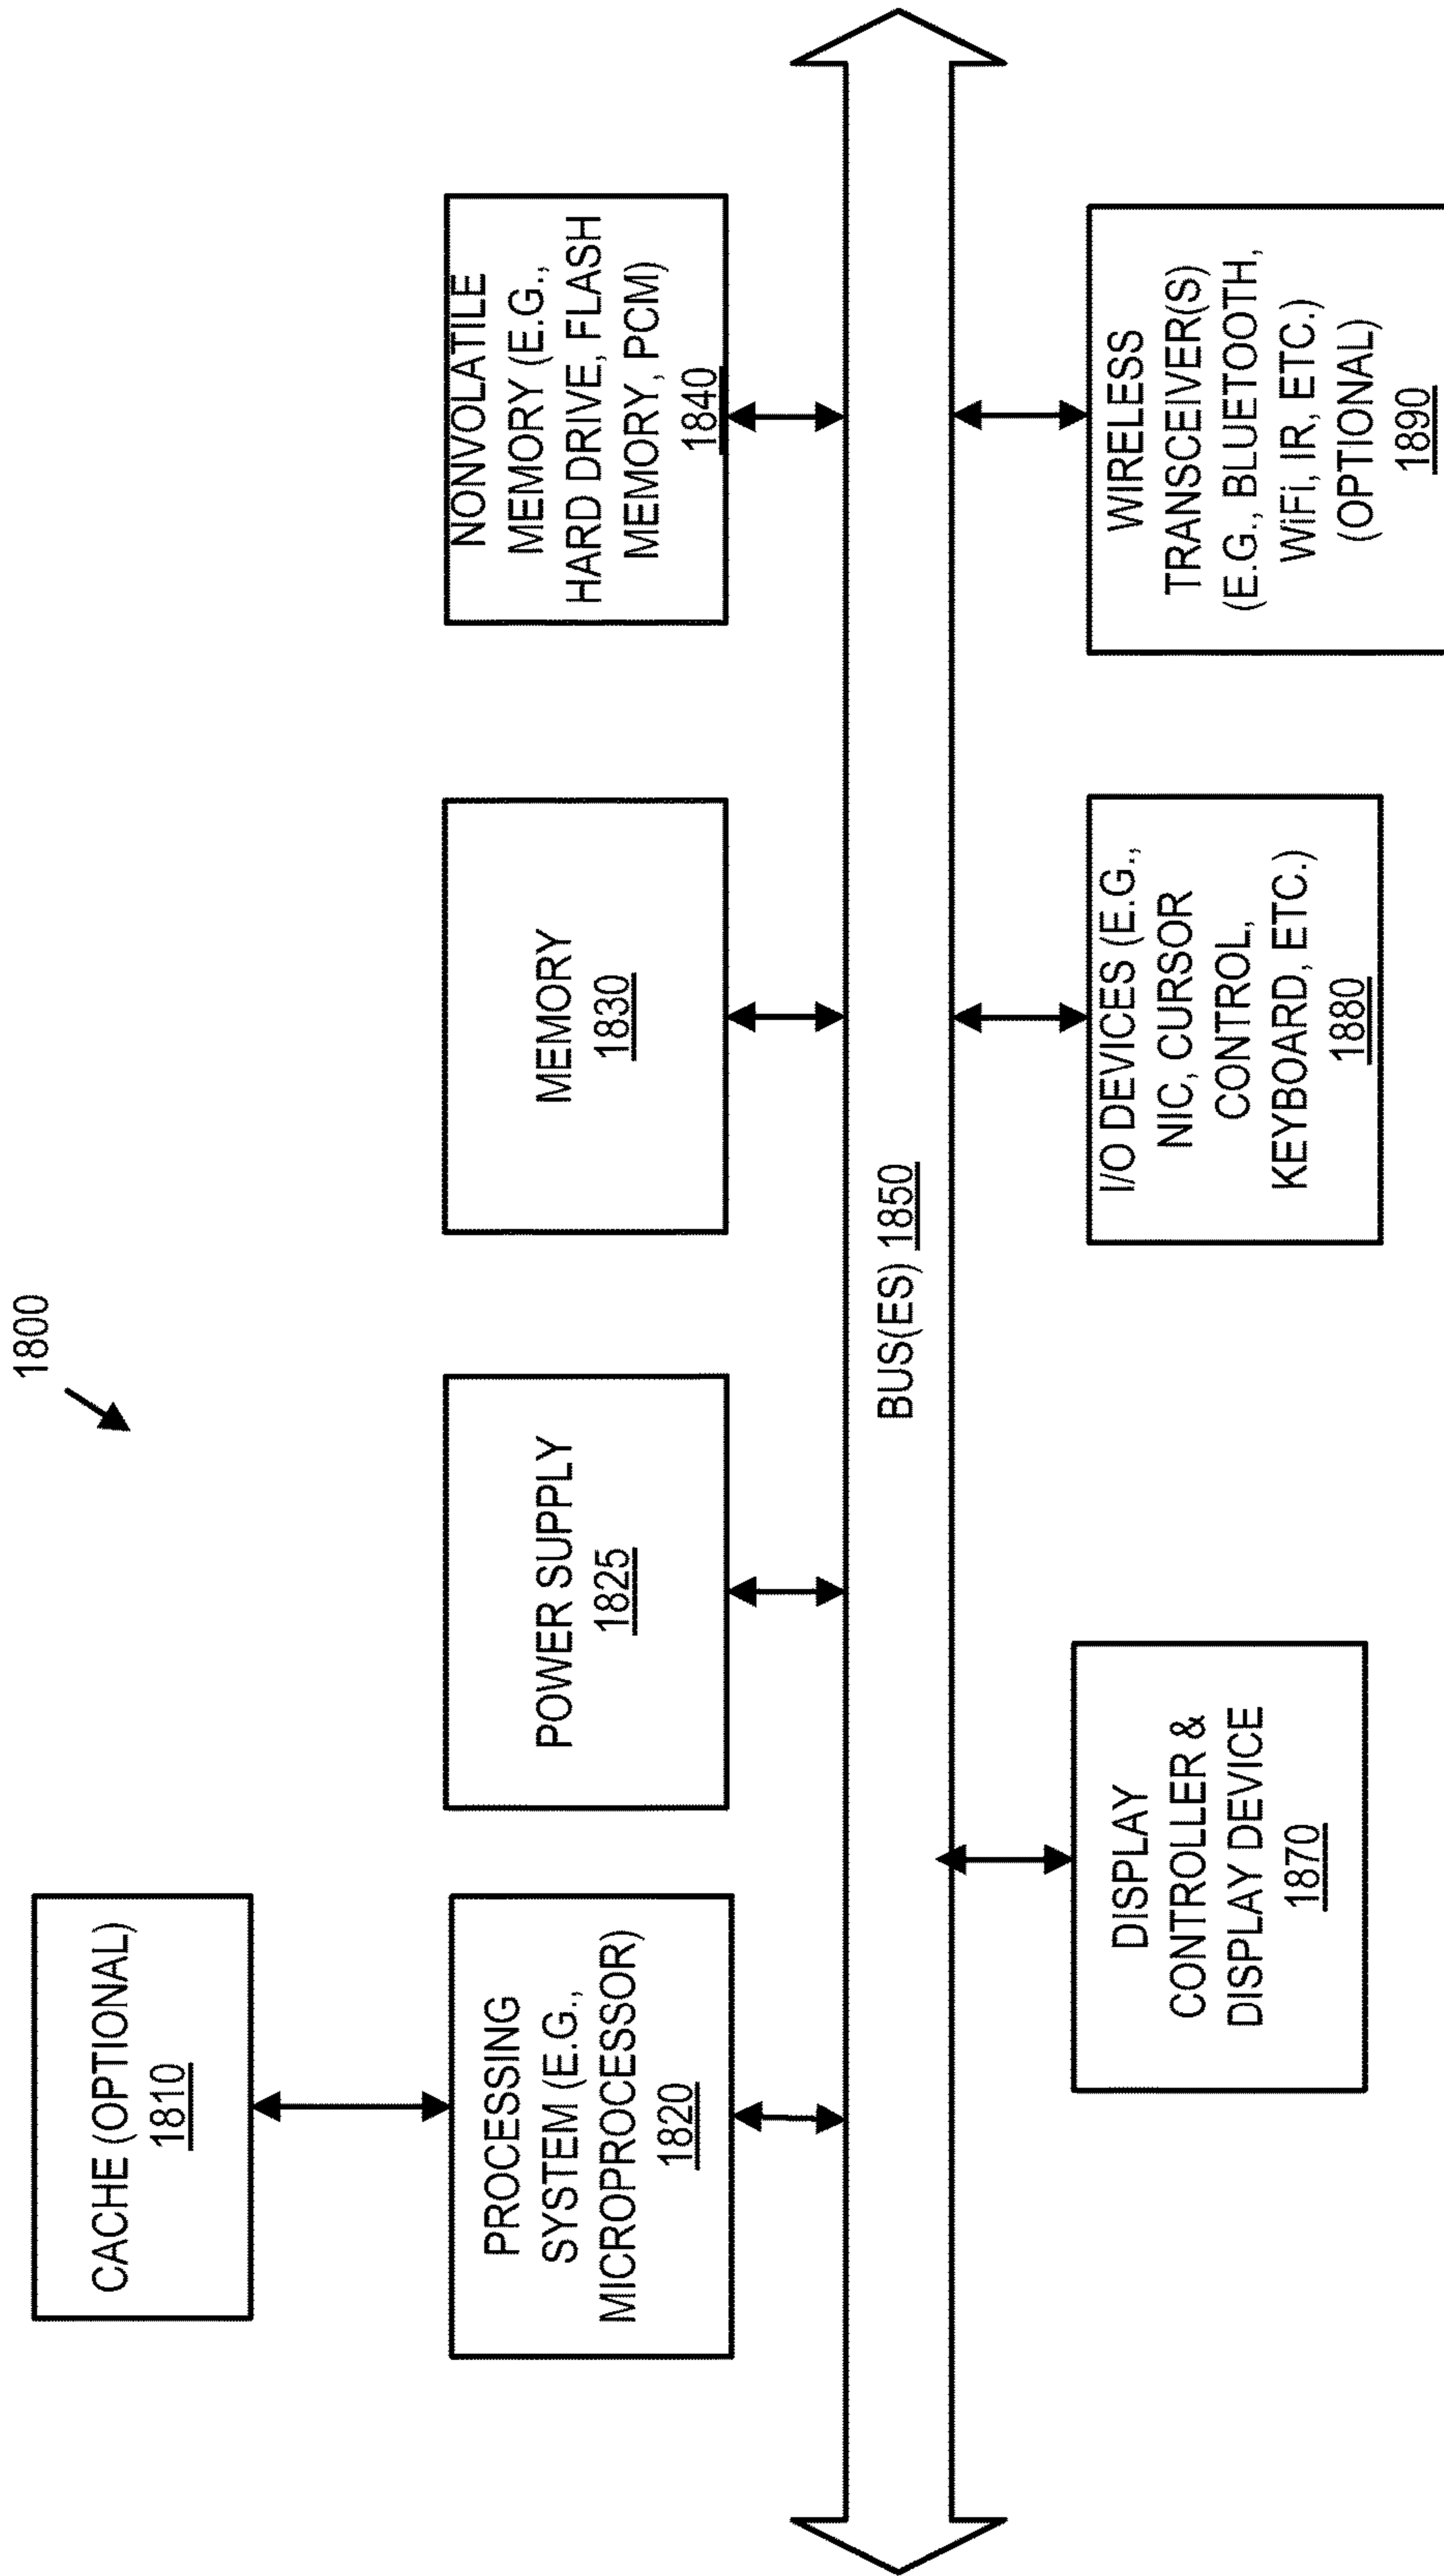 1800
CACHE (OPTIONAL)
1810
PROCESSING
SYSTEM (E.G.,
MICROPROCESSOR)
1820
POWER SUPPLY
1825
MEMORY
1830
NONVOLATILE
MEMORY (E.G.,
HARD DRIVE, FLASH
MEMORY, PCM)
1840
BUS(ES) 1850
DISPLAY
CONTROLLER &
DISPLAY DEVICE
1870
I/O DEVICES (E.G.,
NIC, CURSOR
CONTROL,
KEYBOARD, ETC.)
1880
WIRELESS
TRANSCEIVER(S)
(E.G., BLUETOOTH,
WiFi, IR, ETC.)
(OPTIONAL)
1890